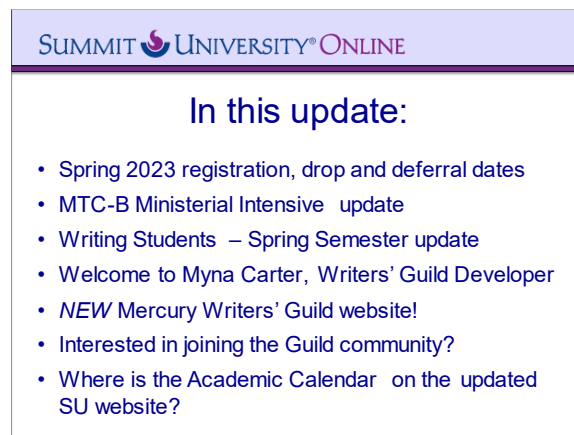 SUMMIT UNIVERSITY® ONLINE
In this update:
• Spring 2023 registration, drop and deferral dates
• MTC-B Ministerial Intensive update
• Writing Students – Spring Semester update
• Welcome to Myna Carter, Writers' Guild Developer
• NEW Mercury Writers' Guild website!
• Interested in joining the Guild community?
• Where is the Academic Calendar on the updated
SU website?